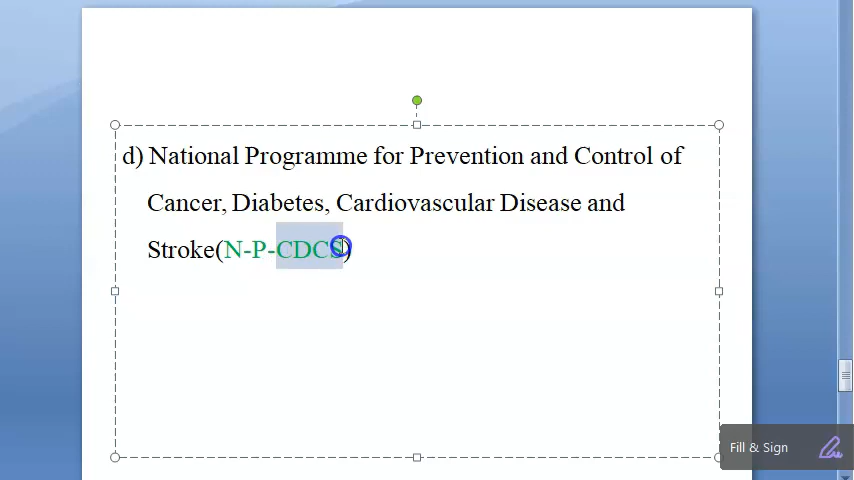 d) National Programme for Prevention and Control of
Cancer, Diabetes, Cardiovascular Disease and
Stroke(N-P-CDCS)
Fill & Sign